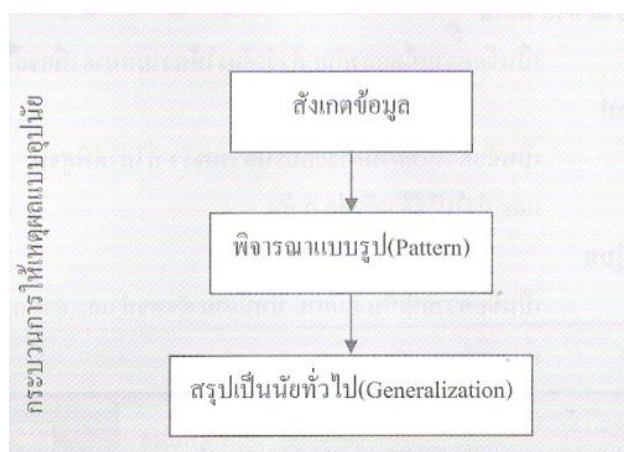 กระบวนการให้เหตุผลแบบอุปนัย
สังเกตข้อมูล
พิจารณาแบบรูป(Pattern)
สรุปเป็นนัยทั่วไป(Generalization)